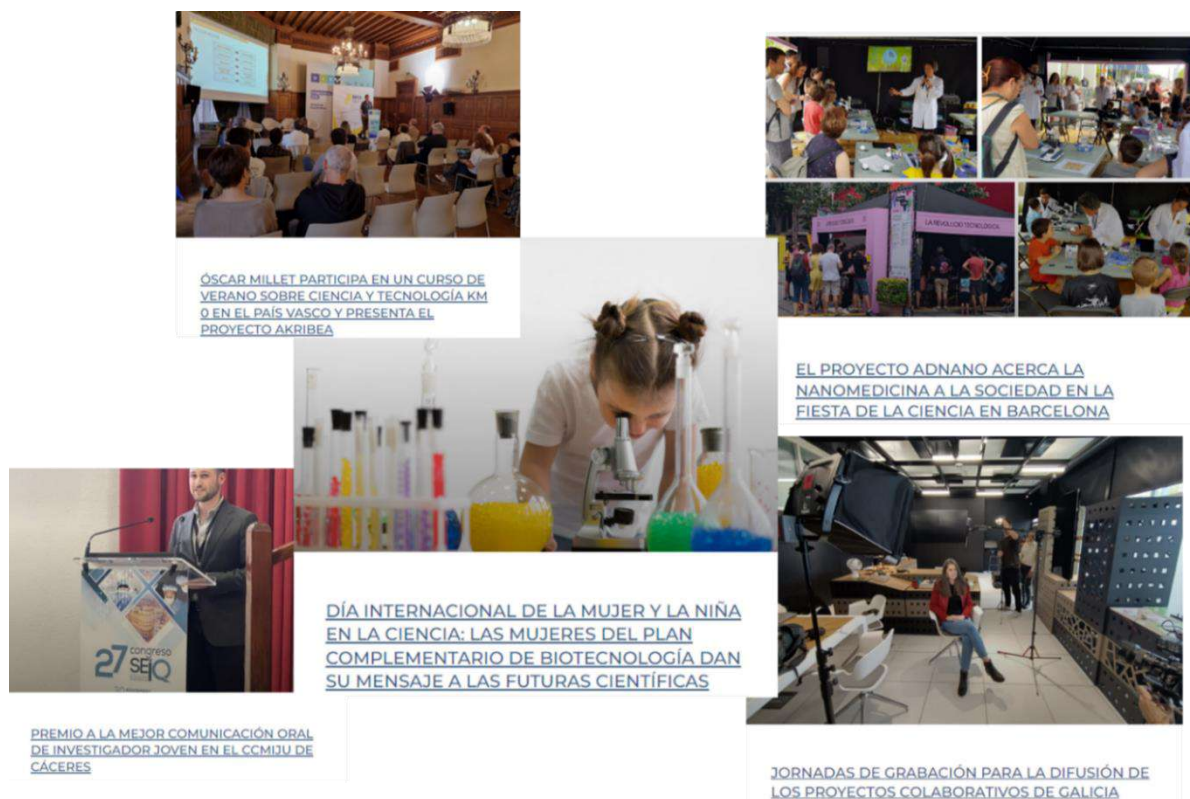 ÓSCAR MILLET PARTICIPA EN UN CURSO DE
VERANO SOBRE CIENCIA Y TECNOLOGÍA KM
0 EN EL PAÍS VASCO Y PRESENTA EL
PROYECTO AKRIBEA
LA REVOLUCIÓ TECNOLÒGICA
EL PROYECTO ADNANO ACERCA LA
NANOMEDICINA A LA SOCIEDAD EN LA
FIESTA DE LA CIENCIA EN BARCELONA
27 congreso
SEIQ
DÍA INTERNACIONAL DE LA MUJER Y LA NIÑA
EN LA CIENCIA: LAS MUJERES DEL PLAN
COMPLEMENTARIO DE BIOTECNOLOGÍA DAN
SU MENSAJE A LAS FUTURAS CIENTÍFICAS
PREMIO A LA MEJOR COMUNICACIÓN ORAL
DE INVESTIGADOR JOVEN EN EL CCMIJU DE
CÁCERES
JORNADAS DE GRABACIÓN PARA LA DIFUSIÓN DE
LOS PROYECTOS COLABORATIVOS DE GALICIA